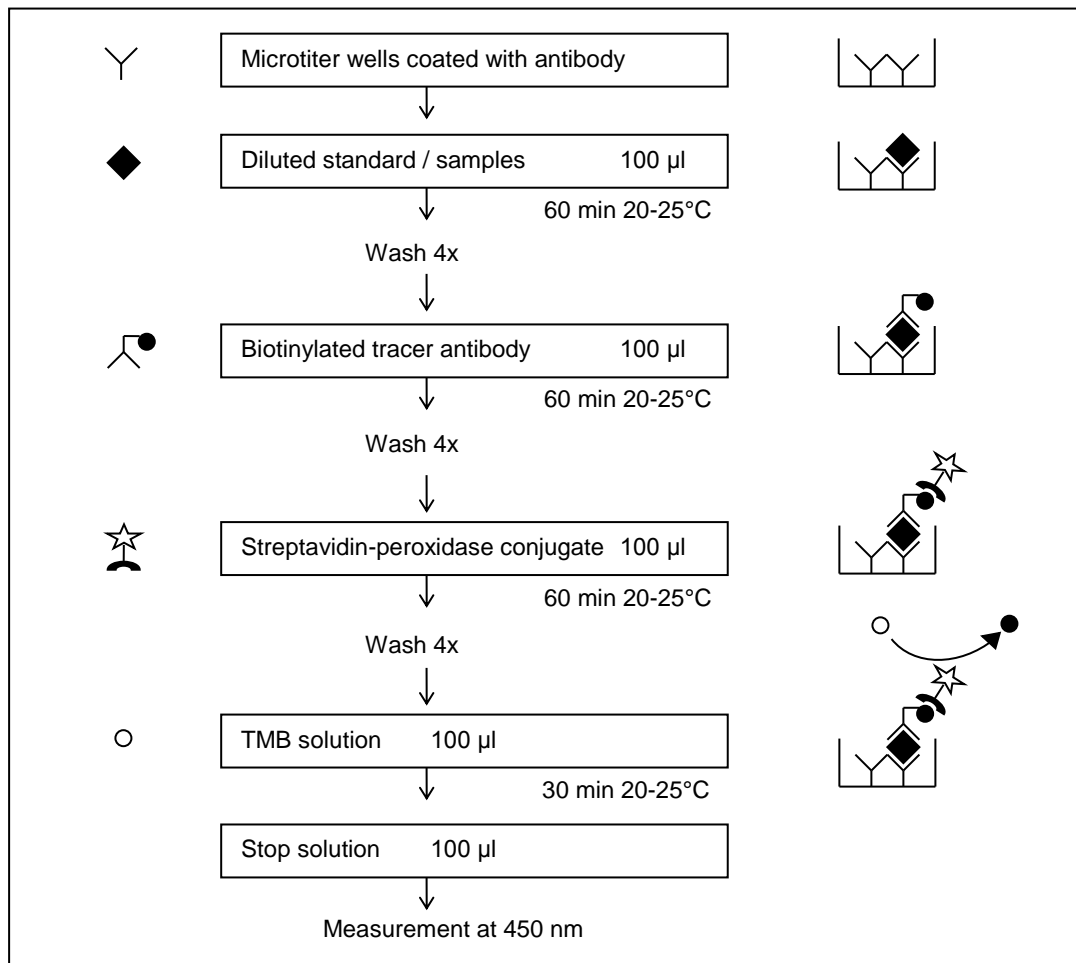 Microtiter wells coated with antibody
Diluted standard / samples 100 µl
60 min 20-25°C
Wash 4x
Biotinylated tracer antibody 100 µl
60 min 20-25°C
Wash 4x
Streptavidin-peroxidase conjugate 100 µl
60 min 20-25°C
Wash 4x
TMB solution 100 µl
30 min 20-25°C
Stop solution 100 µl
Measurement at 450 nm